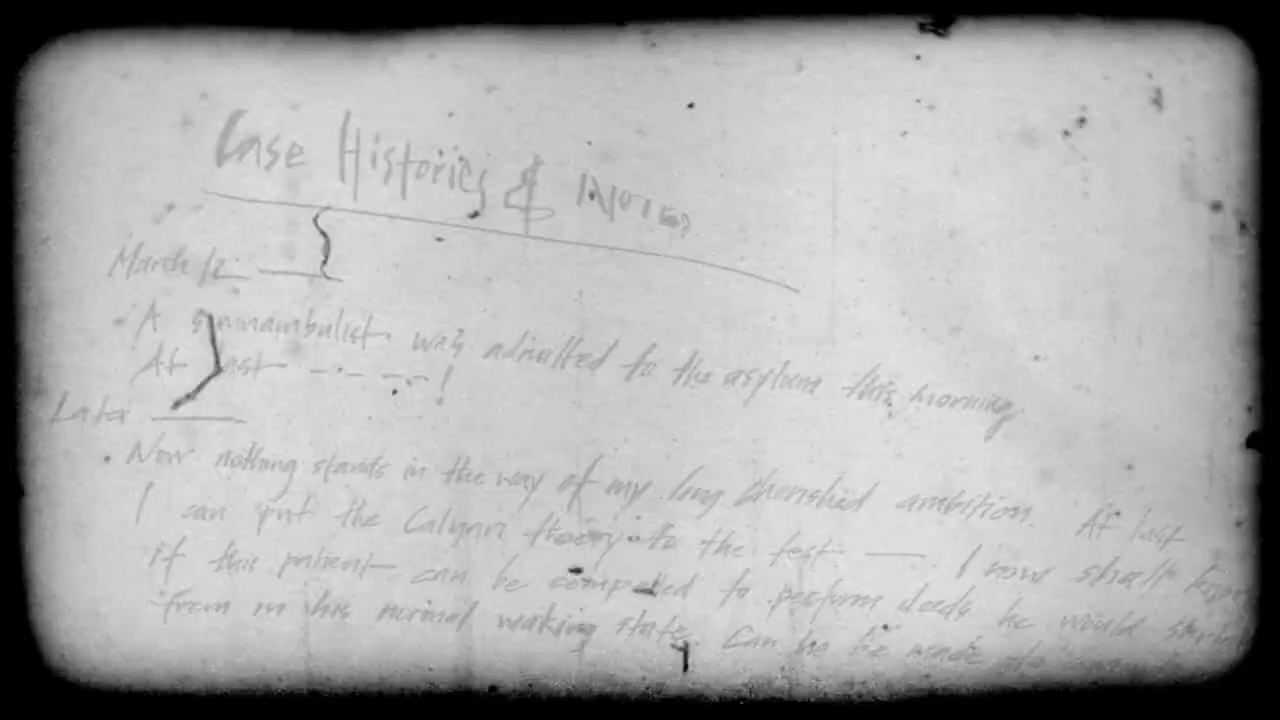 Case Histories & Notes
March 12
A somnambulist was admitted to the asylum this morning.
At last -----!
Later
Now nothing stands in the way of my long cherished ambition. At last
I can put the theory to the test — I now shall know
if this patient can be compelled to perform deeds he would
from in his normal waking state. Can he be made to